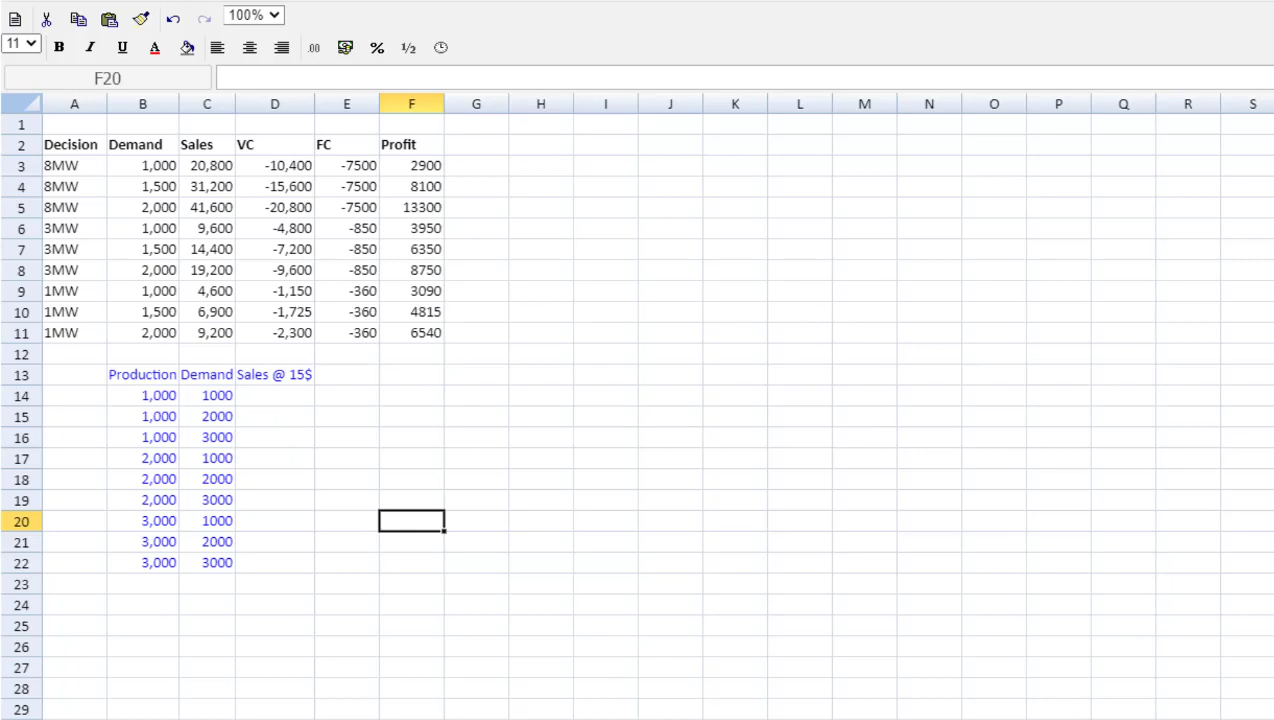 100%
11 B I U A .00 % 1/2
F20
A B C D E F G H I J K L M N O P Q R S
1
2 Decision Demand Sales VC FC Profit
3 8MW 1,000 20,800 -10,400 -7500 2900
4 8MW 1,500 31,200 -15,600 -7500 8100
5 8MW 2,000 41,600 -20,800 -7500 13300
6 3MW 1,000 9,600 -4,800 -850 3950
7 3MW 1,500 14,400 -7,200 -850 6350
8 3MW 2,000 19,200 -9,600 -850 8750
9 1MW 1,000 4,600 -1,150 -360 3090
10 1MW 1,500 6,900 -1,725 -360 4815
11 1MW 2,000 9,200 -2,300 -360 6540
12
13 Production Demand Sales @ 15$
14 1,000 1000
15 1,000 2000
16 1,000 3000
17 2,000 1000
18 2,000 2000
19 2,000 3000
20 3,000 1000
21 3,000 2000
22 3,000 3000
23
24
25
26
27
28
29